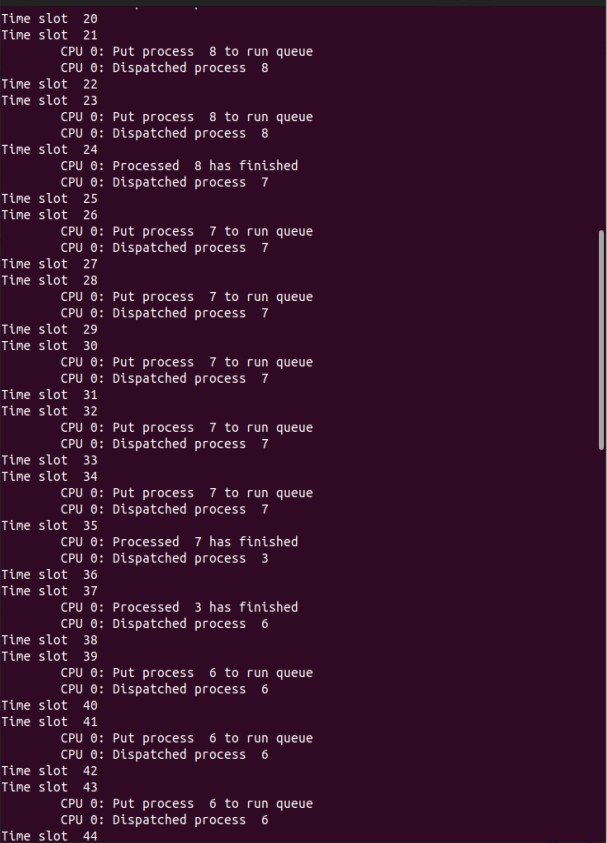 Time slot  20
Time slot  21
        CPU 0: Put process  8 to run queue
        CPU 0: Dispatched process  8
Time slot  22
Time slot  23
        CPU 0: Put process  8 to run queue
        CPU 0: Dispatched process  8
Time slot  24
        CPU 0: Processed  8 has finished
        CPU 0: Dispatched process  7
Time slot  25
Time slot  26
        CPU 0: Put process  7 to run queue
        CPU 0: Dispatched process  7
Time slot  27
Time slot  28
        CPU 0: Put process  7 to run queue
        CPU 0: Dispatched process  7
Time slot  29
Time slot  30
        CPU 0: Put process  7 to run queue
        CPU 0: Dispatched process  7
Time slot  31
Time slot  32
        CPU 0: Put process  7 to run queue
        CPU 0: Dispatched process  7
Time slot  33
Time slot  34
        CPU 0: Put process  7 to run queue
        CPU 0: Dispatched process  7
Time slot  35
        CPU 0: Processed  7 has finished
        CPU 0: Dispatched process  3
Time slot  36
Time slot  37
        CPU 0: Processed  3 has finished
        CPU 0: Dispatched process  6
Time slot  38
Time slot  39
        CPU 0: Put process  6 to run queue
        CPU 0: Dispatched process  6
Time slot  40
Time slot  41
        CPU 0: Put process  6 to run queue
        CPU 0: Dispatched process  6
Time slot  42
Time slot  43
        CPU 0: Put process  6 to run queue
        CPU 0: Dispatched process  6
Time slot  44